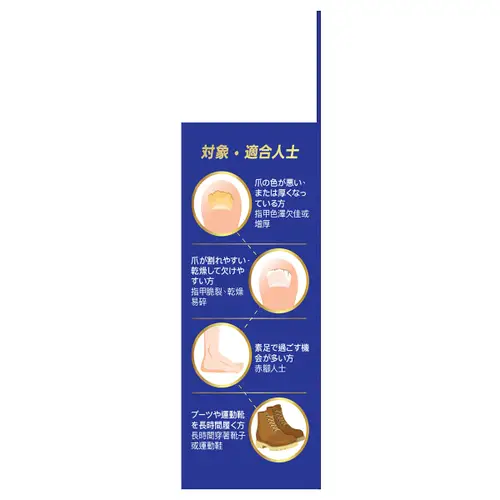 対象・適合人士
爪の色が悪い・
または厚くなっ
ている方
指甲色澤欠佳或
增厚
爪が割れやすい・
乾燥して欠けや
すい方
指甲脆裂、乾燥
易碎
素足で過ごす機
会が多い方
赤腳人士
ブーツや運動靴
を長時間履く方
長時間穿著靴子
或運動鞋